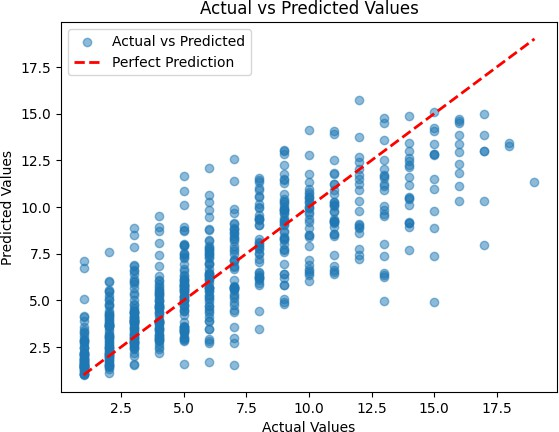 Actual vs Predicted Values
Actual vs Predicted
Perfect Prediction
17.5
15.0
12.5
10.0
7.5
5.0
2.5
Predicted Values
2.5 5.0 7.5 10.0 12.5 15.0 17.5
Actual Values